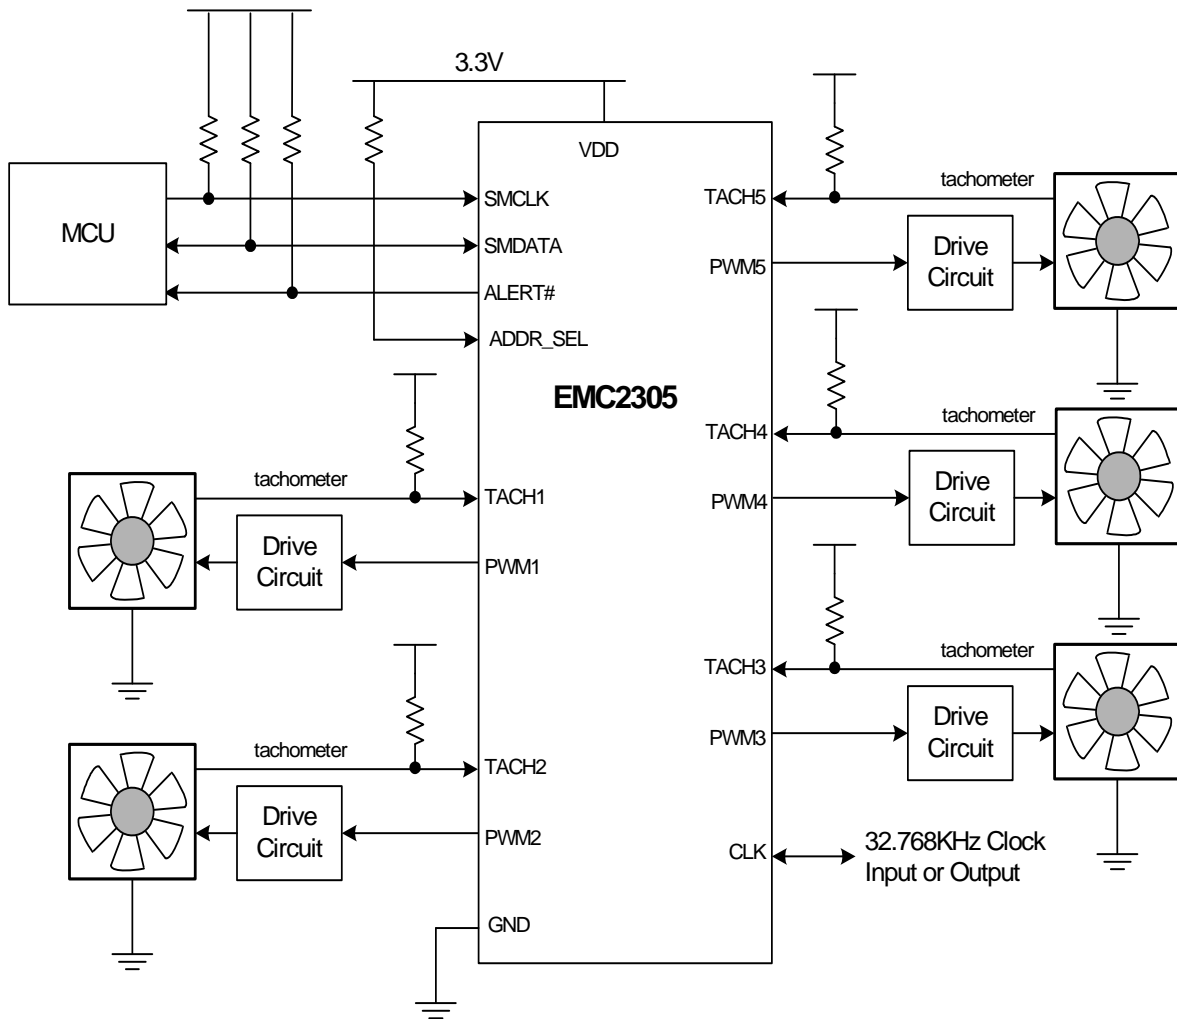 3.3V
VDD
MCU
SMCLK
SMDATA
ALERT#
ADDR_SEL
EMC2305
tachometer
TACH1
Drive
Circuit
PWM1
tachometer
TACH2
Drive
Circuit
PWM2
GND
TACH5
tachometer
PWM5
Drive
Circuit
TACH4
tachometer
PWM4
Drive
Circuit
TACH3
tachometer
PWM3
Drive
Circuit
CLK
32.768KHz Clock
Input or Output